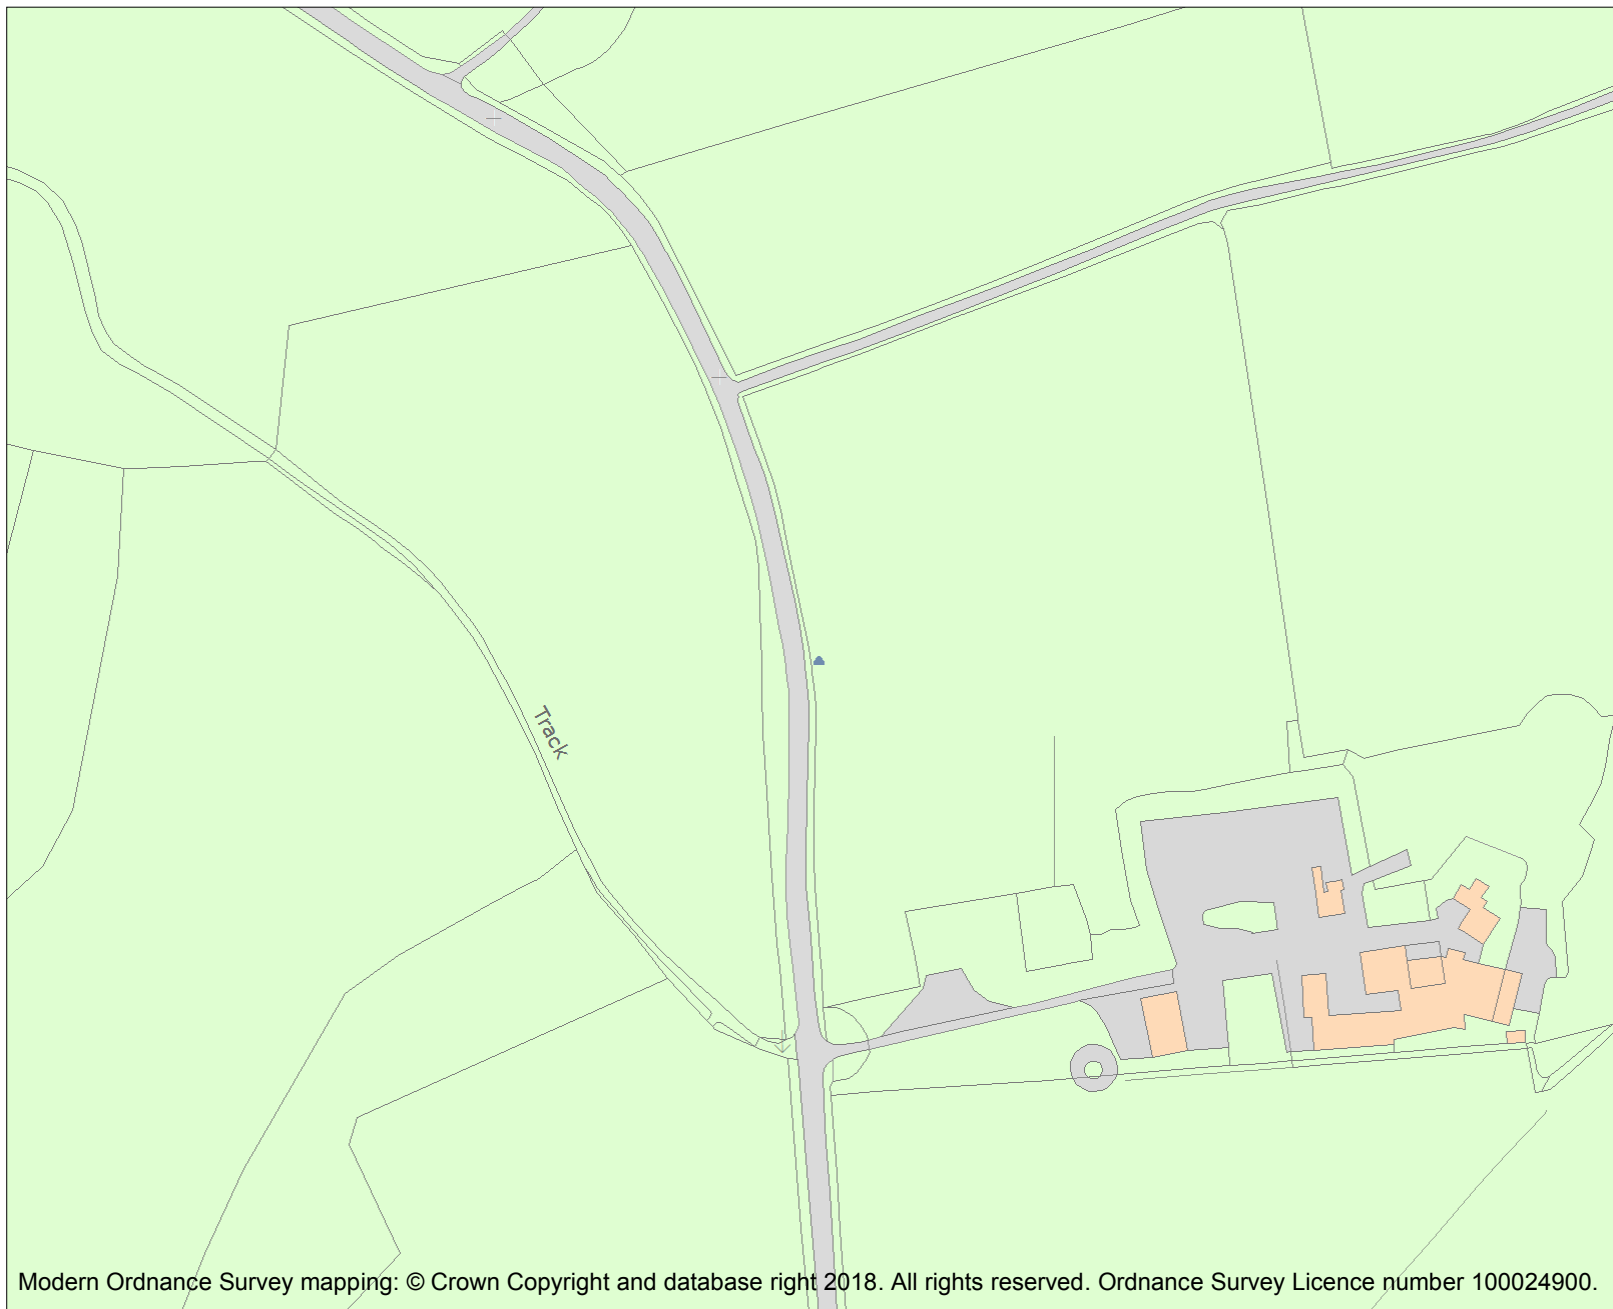 Track
Modern Ordnance Survey mapping: © Crown Copyright and database right 2018. All rights reserved. Ordnance Survey Licence number 100024900.